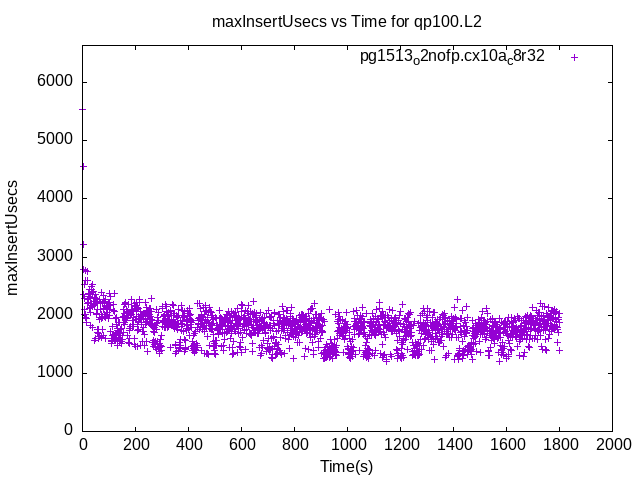 maxInsertUsecs vs Time for qp100.L2
pg1513o2nofp.cx10ac8r32
6000
5000
4000
3000
2000
1000
0
maxInsertUsecs
0 200 400 600 800 1000 1200 1400 1600 1800 2000
Time(s)